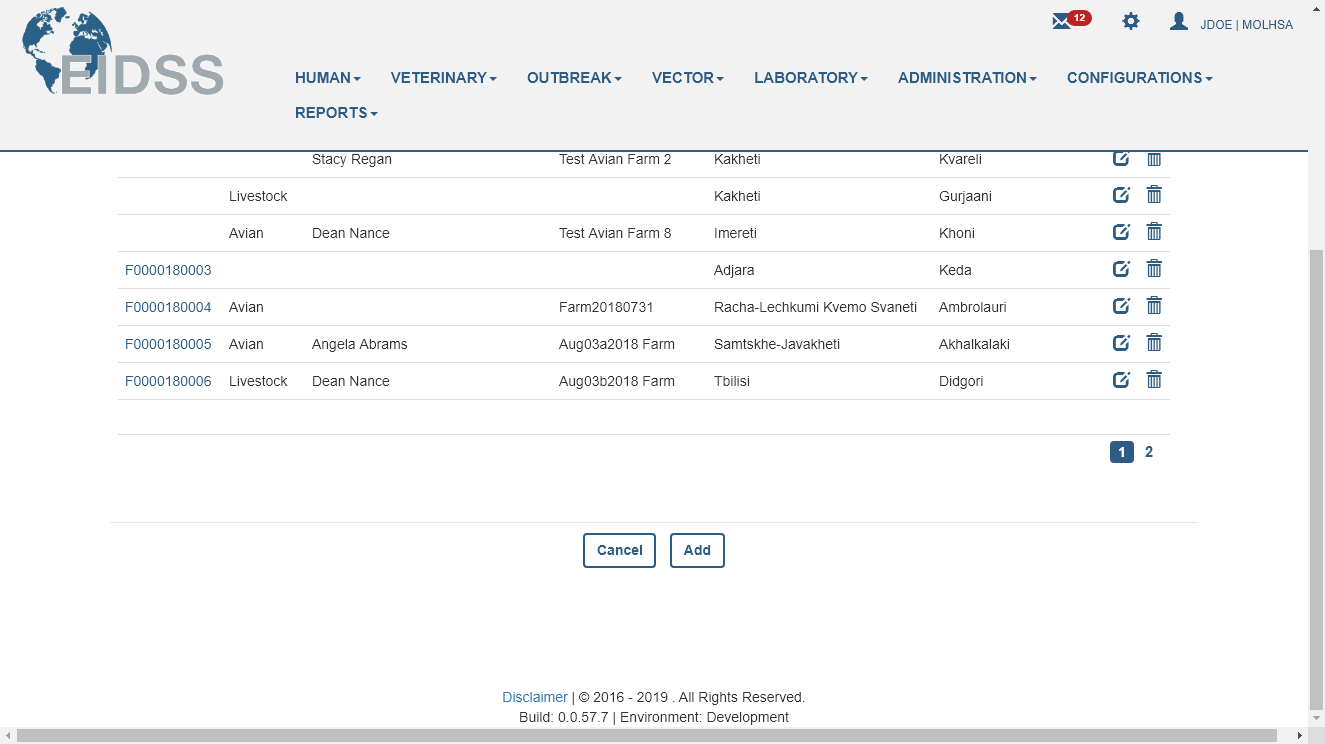 12
JDOE | MOLHSA
EIDSS
HUMAN VETERINARY OUTBREAK VECTOR LABORATORY ADMINISTRATION CONFIGURATIONS
REPORTS
Stacy Regan Test Avian Farm 2 Kakheti Kvareli
Livestock Kakheti Gurjaani
Avian Dean Nance Test Avian Farm 8 Imereti Khoni
F0000180003 Adjara Keda
F0000180004 Avian Farm20180731 Racha-Lechkumi Kvemo Svaneti Ambrolauri
F0000180005 Avian Angela Abrams Aug03a2018 Farm Samtskhe-Javakheti Akhalkalaki
F0000180006 Livestock Dean Nance Aug03b2018 Farm Tbilisi Didgori
1 2
Cancel Add
Disclaimer | © 2016 - 2019 . All Rights Reserved.
Build: 0.0.57.7 | Environment: Development